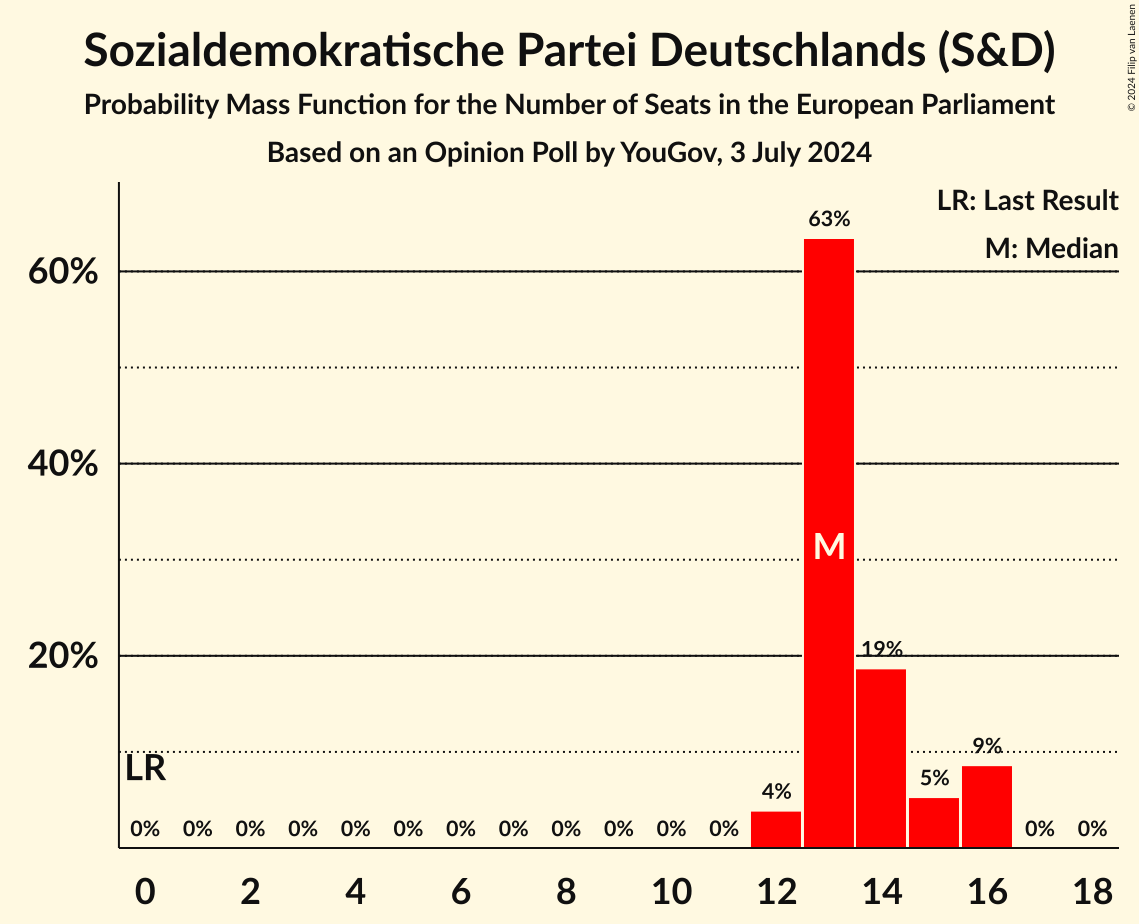 Sozialdemokratische Partei Deutschlands (S&D)
Probability Mass Function for the Number of Seats in the European Parliament
Based on an Opinion Poll by YouGov, 3 July 2024
© 2024 Filip van Laenen
LR: Last Result
M: Median
63%
60%
40%
M
20%
19%
9%
LR
5%
4%
0% 0% 0% 0% 0% 0% 0% 0% 0% 0% 0% 0% 0% 0%
0 2 4 6 8 10 12 14 16 18